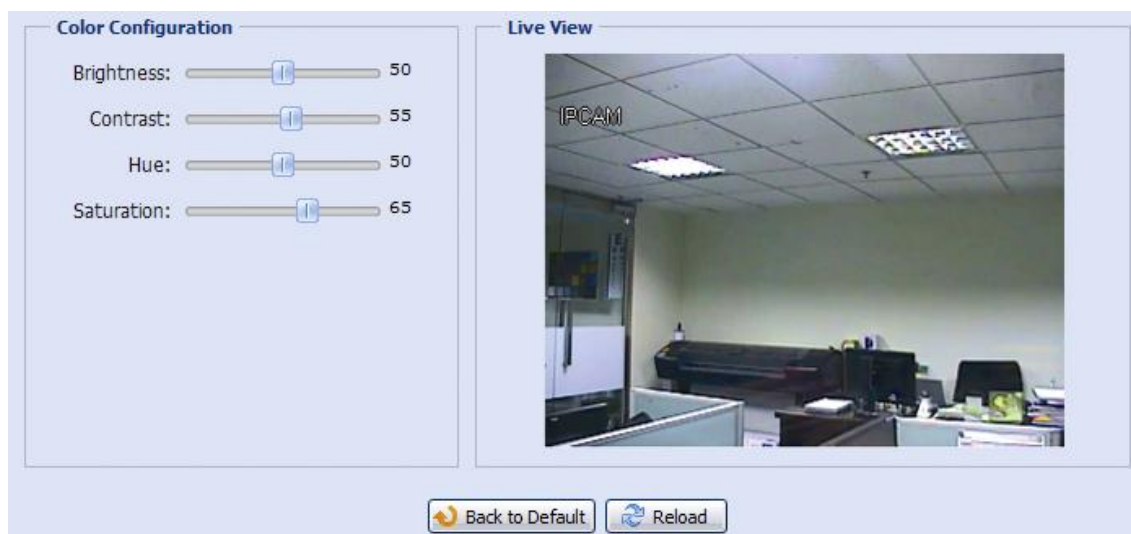 Color Configuration
Brightness: 50
Contrast: 55
Hue: 50
Saturation: 65
Live View
IPCAM
Back to Default
Reload